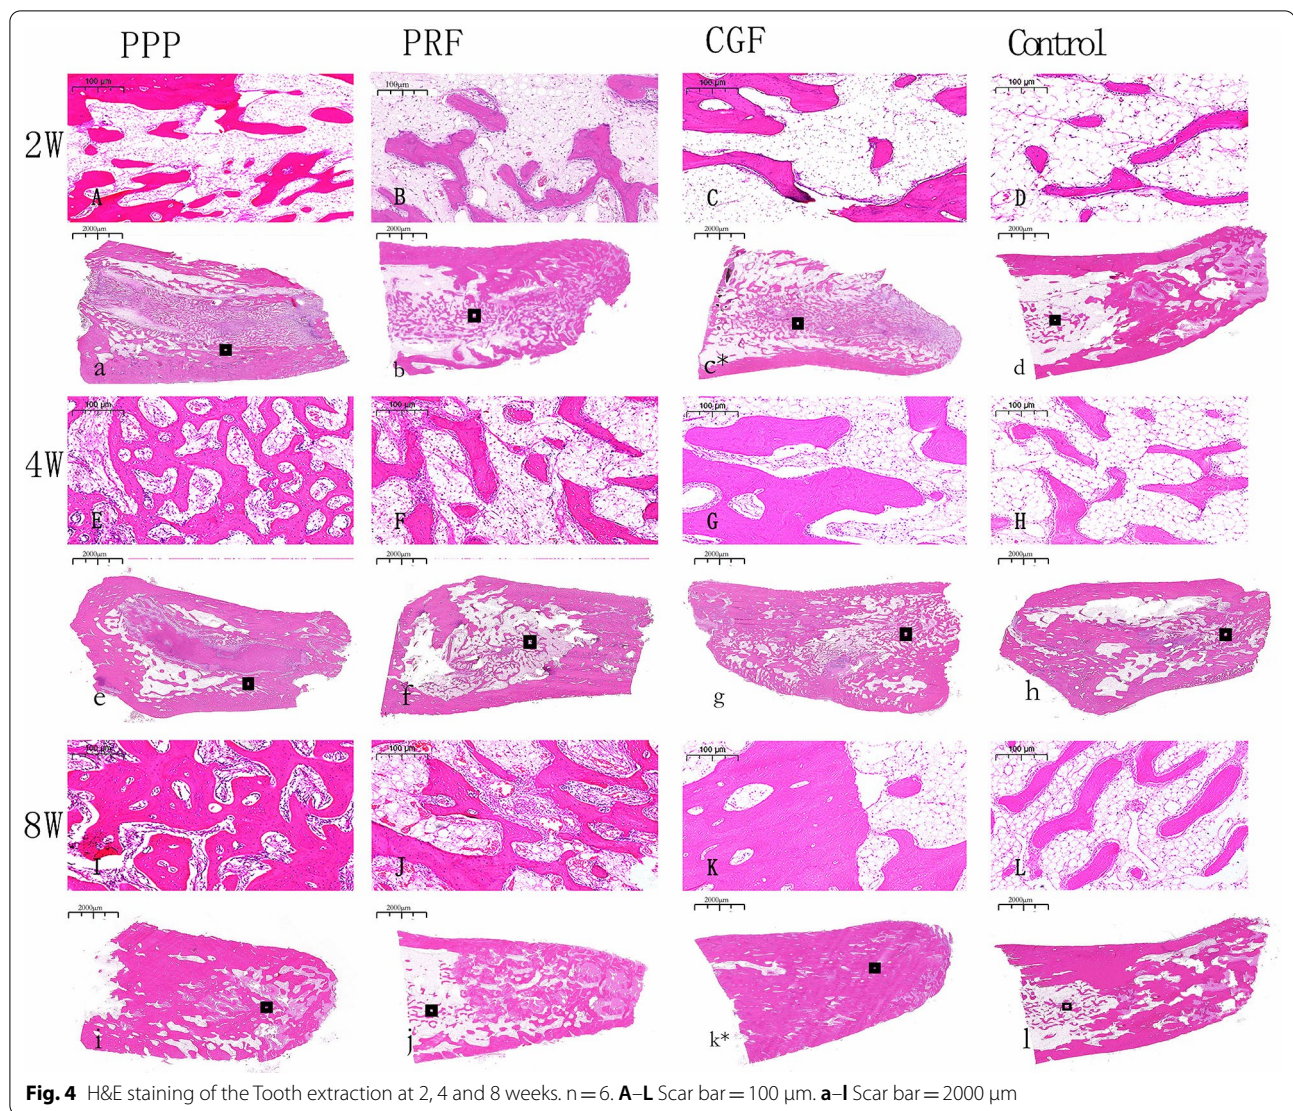 PPP PRF CGF Control
2W
100 μm 100μm 100 μm 100 μm
A B C D
2000μm 2000μm 2000μm 2000μm
a b c* d
4W
100 μm 100 μm 100 μm 100 μm
E F G H
2000μm 2000μm 2000μm 2000μm
e f g h
8W
100 μm 100 μm 100 μm 100 μm
I J K L
2000μm 2000μm 2000μm 2000μm
i j k* l
Fig. 4 H&E staining of the Tooth extraction at 2, 4 and 8 weeks. n = 6. A–L Scar bar = 100 μm. a–l Scar bar = 2000 μm